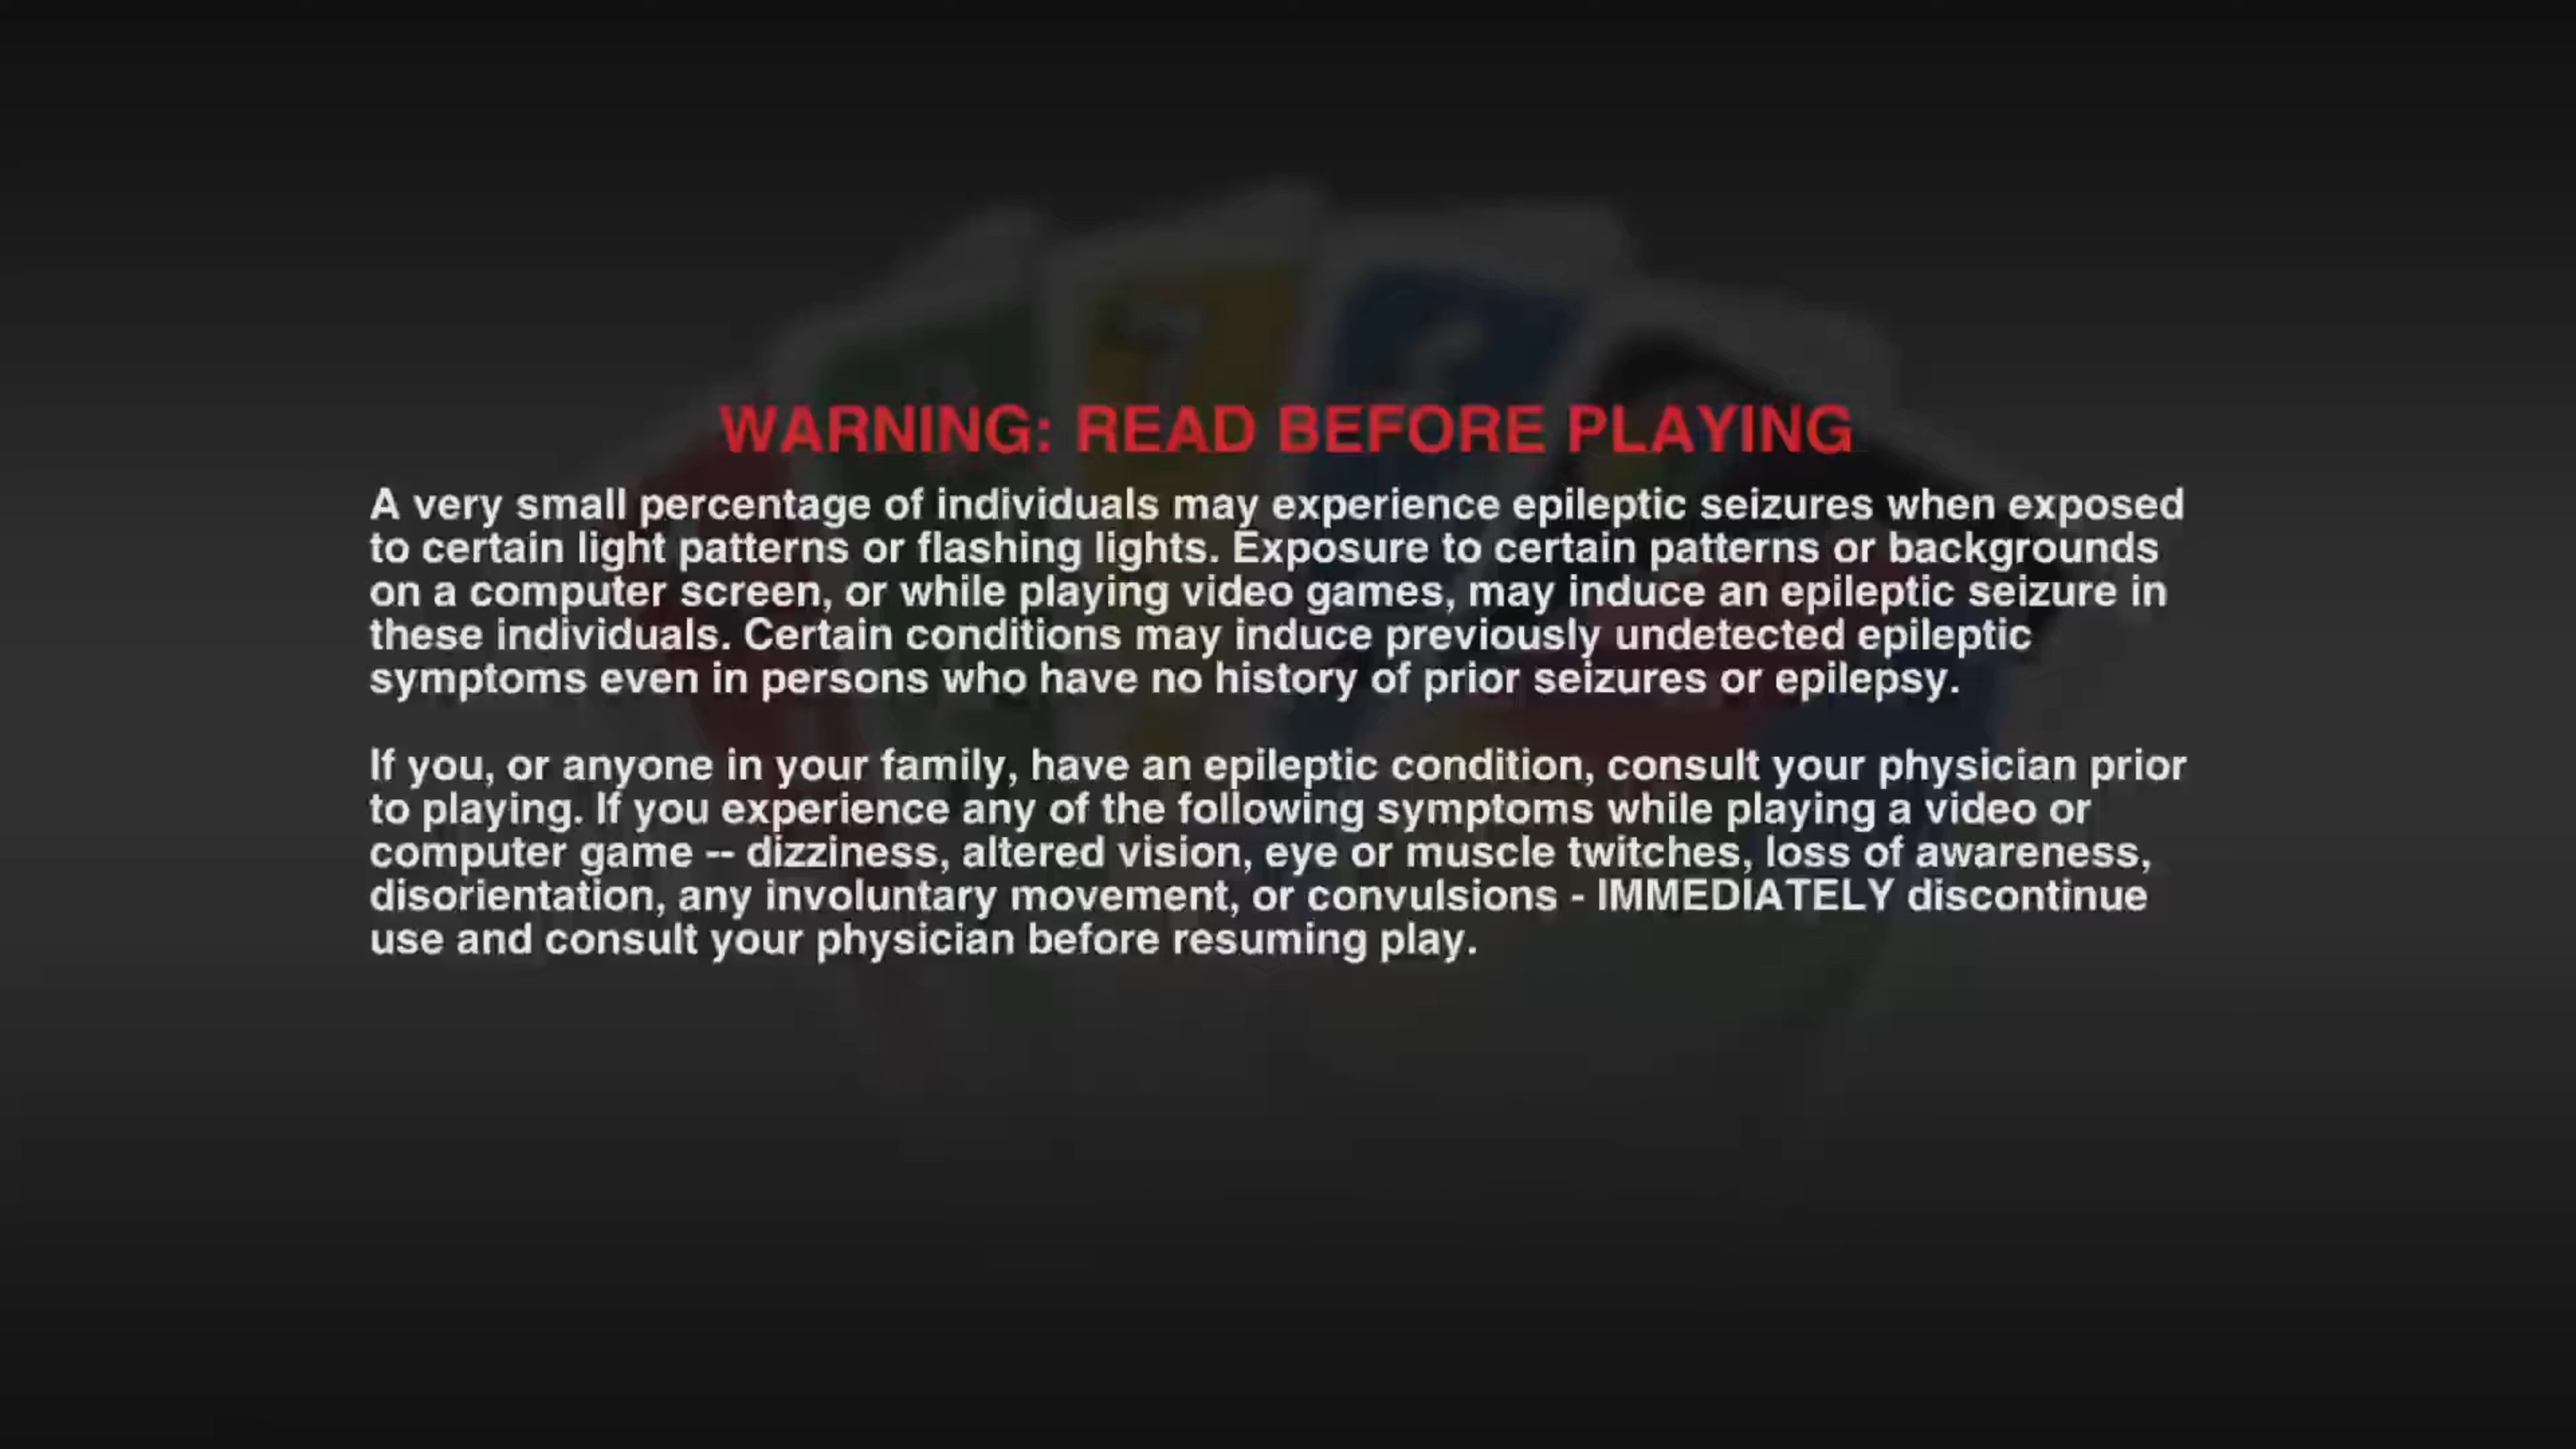 WARNING: READ BEFORE PLAYING
A very small percentage of individuals may experience epileptic seizures when exposed
to certain light patterns or flashing lights. Exposure to certain patterns or backgrounds
on a computer screen, or while playing video games, may induce an epileptic seizure in
these individuals. Certain conditions may induce previously undetected epileptic
symptoms even in persons who have no history of prior seizures or epilepsy.
If you, or anyone in your family, have an epileptic condition, consult your physician prior
to playing. If you experience any of the following symptoms while playing a video or
computer game -- dizziness, altered vision, eye or muscle twitches, loss of awareness,
disorientation, any involuntary movement, or convulsions - IMMEDIATELY discontinue
use and consult your physician before resuming play.